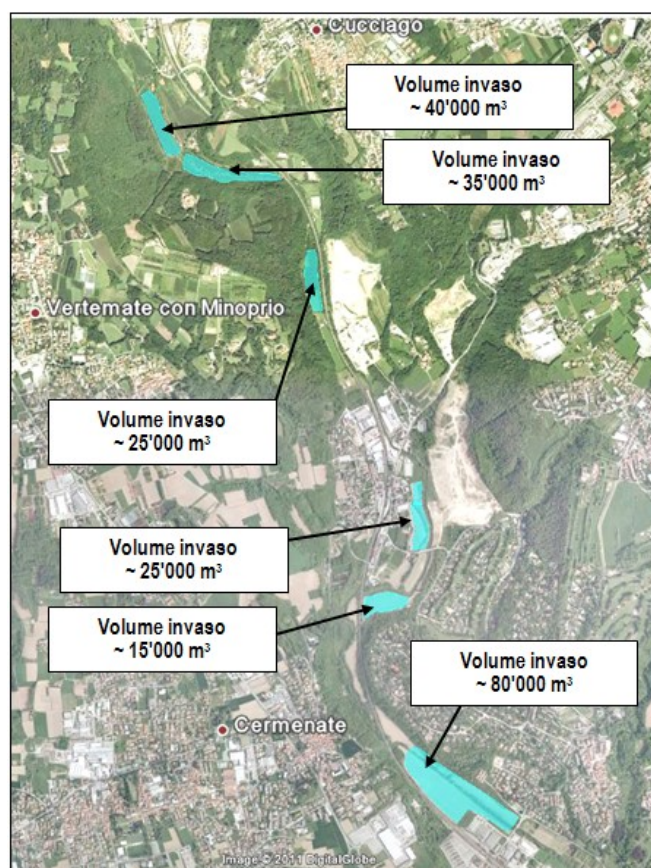 Cucciago
Volume invaso
~ 40'000 m³
Volume invaso
~ 35'000 m³
Vertemate con Minoprio
Volume invaso
~ 25'000 m³
Volume invaso
~ 25'000 m³
Volume invaso
~ 15'000 m³
Volume invaso
~ 80'000 m³
Cermenate
Image © 2011 DigitalGlobe